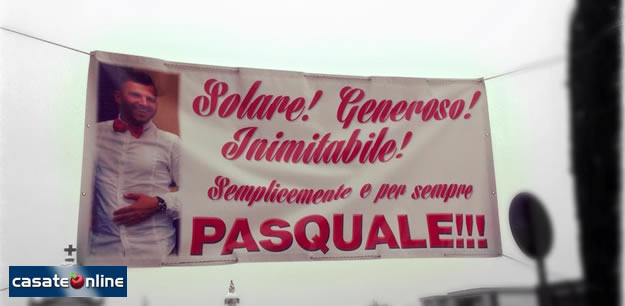 Solare! Generoso!
Inimitabile!
Semplicemente e per sempre
PASQUALE!!!
casateonline